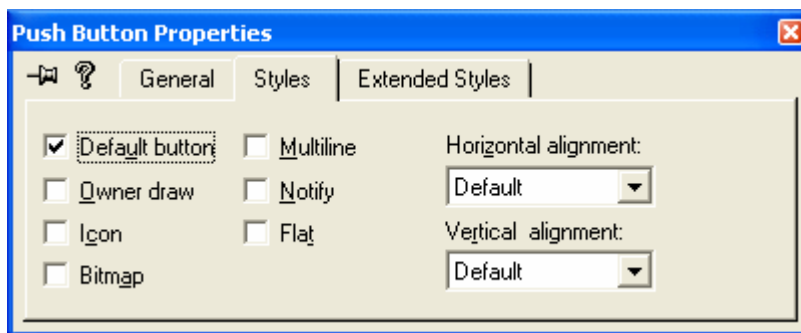 Push Button Properties
General Styles Extended Styles
Default button Multiline Horizontal alignment:
Owner draw Notify Default
Icon Flat Vertical alignment:
Bitmap Default